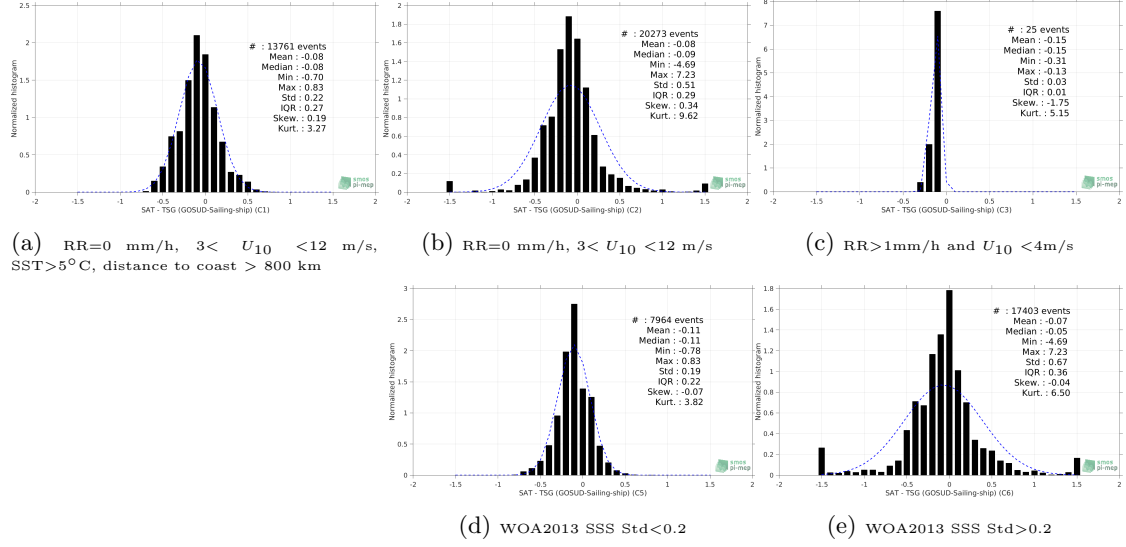 2.5
2
1.5
1
0.5
0
Normalized histogram
# : 13761 events
Mean : -0.08
Median : -0.08
Min : -0.70
Max : 0.83
Std : 0.22
IQR : 0.27
Skew. : 0.19
Kurt. : 3.27
smos
pi-mep
-2 -1.5 -1 -0.5 0 0.5 1 1.5 2
SAT - TSG (GOSUD-Sailing-ship) (C1)
(a) RR=0 mm/h, 3< U10 <12 m/s,
SST>5°C, distance to coast > 800 km
2
1.8
1.6
1.4
1.2
1
0.8
0.6
0.4
0.2
0
Normalized histogram
# : 20273 events
Mean : -0.08
Median : -0.09
Min : -4.69
Max : 7.23
Std : 0.51
IQR : 0.29
Skew. : 0.34
Kurt. : 9.62
smos
pi-mep
-2 -1.5 -1 -0.5 0 0.5 1 1.5 2
SAT - TSG (GOSUD-Sailing-ship) (C2)
(b) RR=0 mm/h, 3< U10 <12 m/s
8
7
6
5
4
3
2
1
0
Normalized histogram
# : 25 events
Mean : -0.15
Median : -0.15
Min : -0.31
Max : -0.13
Std : 0.03
IQR : 0.01
Skew. : -1.75
Kurt. : 5.15
smos
pi-mep
-2 -1.5 -1 -0.5 0 0.5 1 1.5 2
SAT - TSG (GOSUD-Sailing-ship) (C3)
(c) RR>1mm/h and U10 <4m/s
3
2.5
2
1.5
1
0.5
0
Normalized histogram
# : 7964 events
Mean : -0.11
Median : -0.11
Min : -0.78
Max : 0.83
Std : 0.19
IQR : 0.22
Skew. : -0.07
Kurt. : 3.82
smos
pi-mep
-2 -1.5 -1 -0.5 0 0.5 1 1.5 2
SAT - TSG (GOSUD-Sailing-ship) (C5)
(d) WOA2013 SSS Std<0.2
1.8
1.6
1.4
1.2
1
0.8
0.6
0.4
0.2
0
Normalized histogram
# : 17403 events
Mean : -0.07
Median : -0.05
Min : -4.69
Max : 7.23
Std : 0.67
IQR : 0.36
Skew. : -0.04
Kurt. : 6.50
smos
pi-mep
-2 -1.5 -1 -0.5 0 0.5 1 1.5 2
SAT - TSG (GOSUD-Sailing-ship) (C6)
(e) WOA2013 SSS Std>0.2